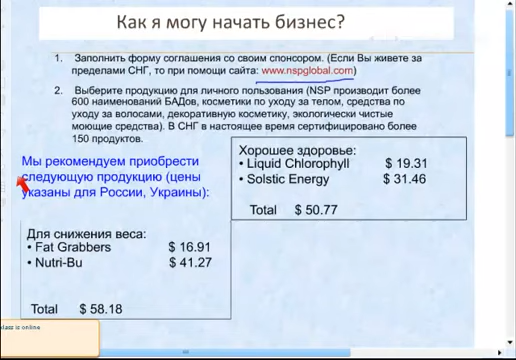 Как я могу начать бизнес?
1. Заполнить форму соглашения со своим спонсором. (Если Вы живете за
пределами СНГ, то при помощи сайта: www.nspglobal.com)
2. Выберите продукцию для личного пользования (NSP производит более
600 наименований БАДов, косметики по уходу за телом, средства по
уходу за волосами, декоративную косметику, экологически чистые
моющие средства). В СНГ в настоящее время сертифицировано более
150 продуктов.
Мы рекомендуем приобрести
следующую продукцию (цены
указаны для России, Украины):
Хорошее здоровье:
• Liquid Chlorophyll $ 19.31
• Solstic Energy $ 31.46
Total $ 50.77
Для снижения веса:
• Fat Grabbers $ 16.91
• Nutri-Bu $ 41.27
Total $ 58.18
is online